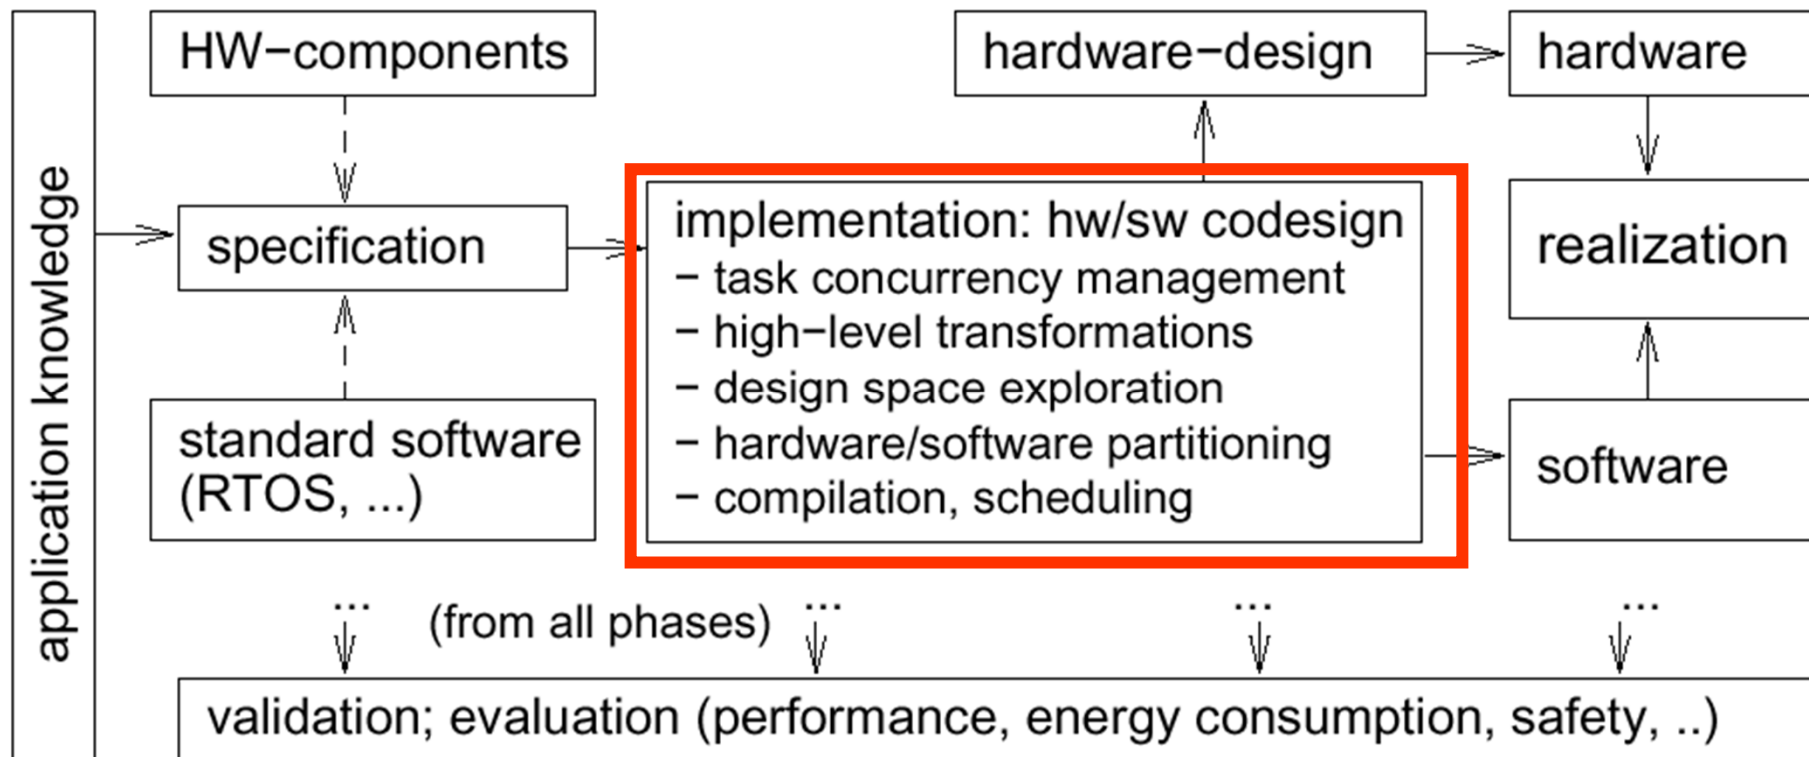 application knowledge
HW−components
hardware−design
hardware
specification
implementation: hw/sw codesign
− task concurrency management
− high−level transformations
− design space exploration
− hardware/software partitioning
− compilation, scheduling
realization
standard software
(RTOS, ...)
software
... (from all phases) ... ... ...
validation; evaluation (performance, energy consumption, safety, ..)